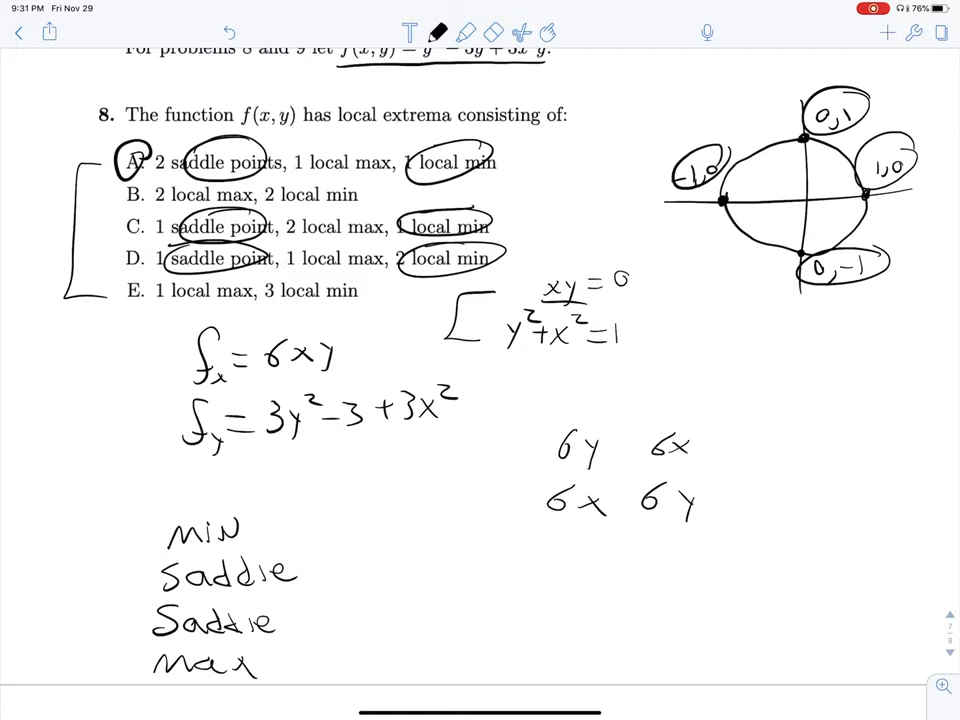 9:31 PM Fri Nov 29
76%
For problems 8 and 9 let f(x, y) = y³ − 3y + 3x²y.
8. The function f(x, y) has local extrema consisting of:
A. 2 saddle points, 1 local max, 1 local min
B. 2 local max, 2 local min
C. 1 saddle point, 2 local max, 1 local min
D. 1 saddle point, 1 local max, 2 local min
E. 1 local max, 3 local min
0, 1
-1, 0
1, 0
0, -1
xy = 0
y² + x² = 1
fx = 6xy
fy = 3y² - 3 + 3x²
6y 6x
6x 6y
MIN
Saddle
Saddle
Max
7
8